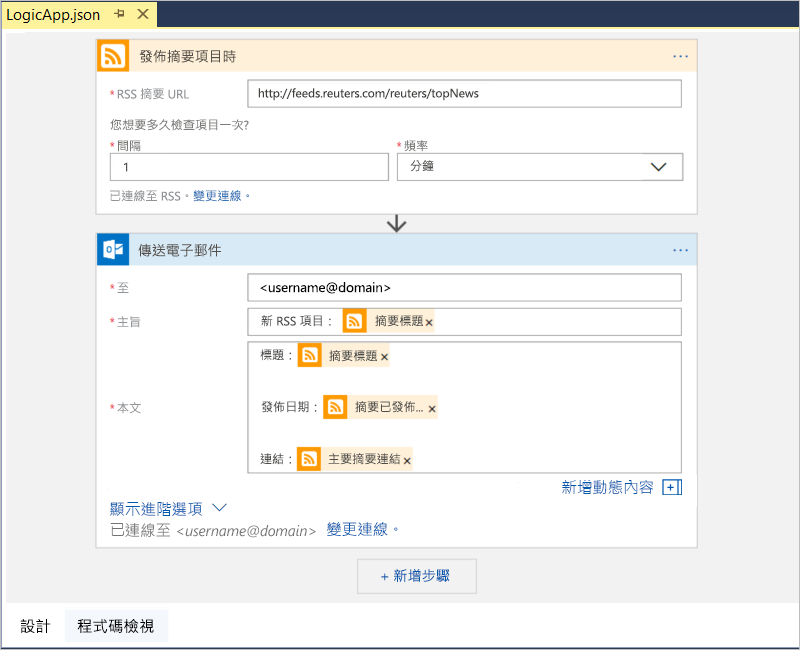 LogicApp.json
發佈摘要項目時
*RSS 摘要 URL
http://feeds.reuters.com/reuters/topNews
您想要多久檢查項目一次?
*間隔
*頻率
1
分鐘
已連線至 RSS。變更連線。
傳送電子郵件
*至
<username@domain>
*主旨
新 RSS 項目： 摘要標題×
*本文
標題： 摘要標題×
發佈日期： 摘要已發佈...×
連結： 主要摘要連結×
新增動態內容
顯示進階選項
已連線至 <username@domain> 變更連線。
+ 新增步驟
設計 程式碼檢視